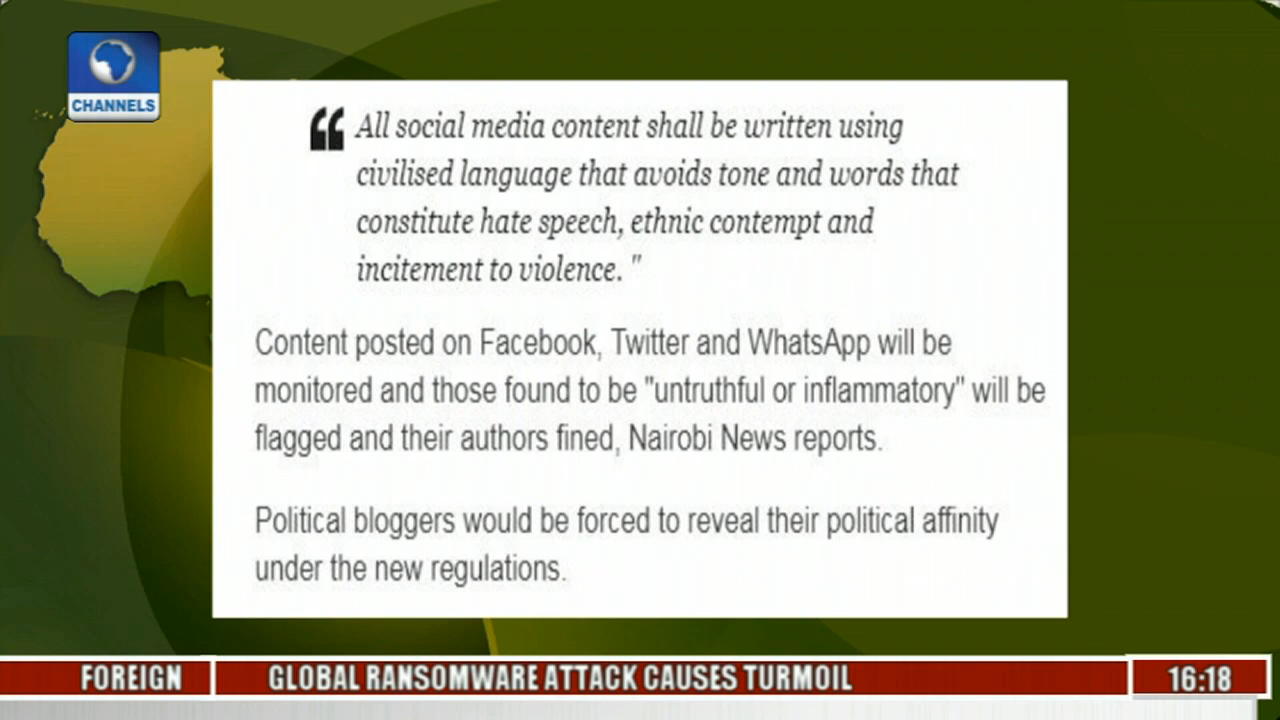 CHANNELS
“ All social media content shall be written using
civilised language that avoids tone and words that
constitute hate speech, ethnic contempt and
incitement to violence. "
Content posted on Facebook, Twitter and WhatsApp will be
monitored and those found to be "untruthful or inflammatory" will be
flagged and their authors fined, Nairobi News reports.
Political bloggers would be forced to reveal their political affinity
under the new regulations.
FOREIGN GLOBAL RANSOMWARE ATTACK CAUSES TURMOIL 16:18